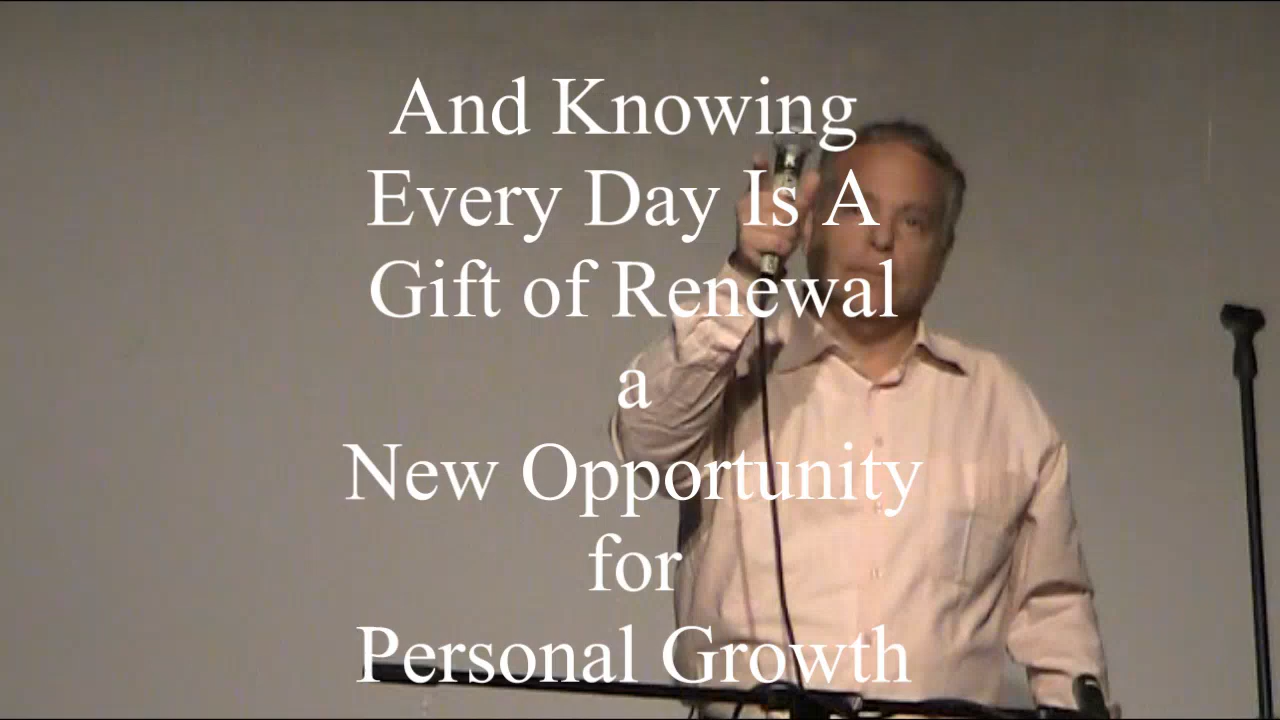 And Knowing
Every Day Is A
Gift of Renewal
a
New Opportunity
for
Personal Growth